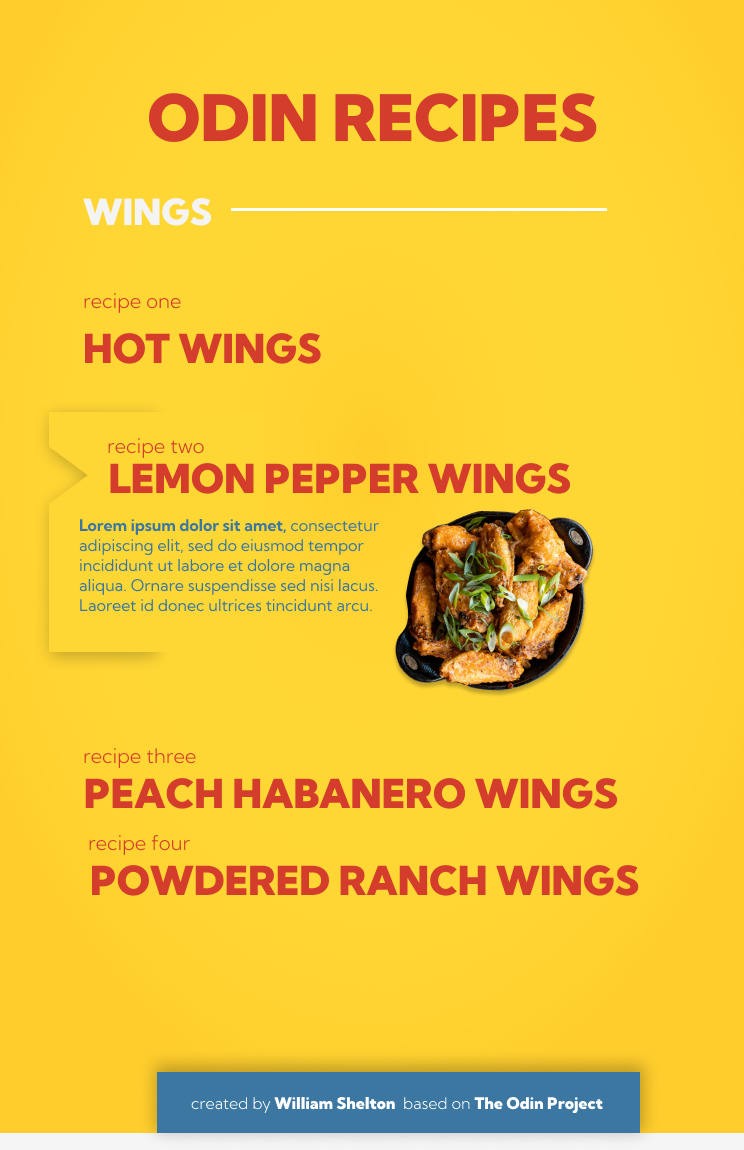 ODIN RECIPES
WINGS
recipe one
HOT WINGS
recipe two
LEMON PEPPER WINGS
Lorem ipsum dolor sit amet, consectetur
adipiscing elit, sed do eiusmod tempor
incididunt ut labore et dolore magna
aliqua. Ornare suspendisse sed nisi lacus.
Laoreet id donec ultrices tincidunt arcu.
recipe three
PEACH HABANERO WINGS
recipe four
POWDERED RANCH WINGS
created by William Shelton based on The Odin Project